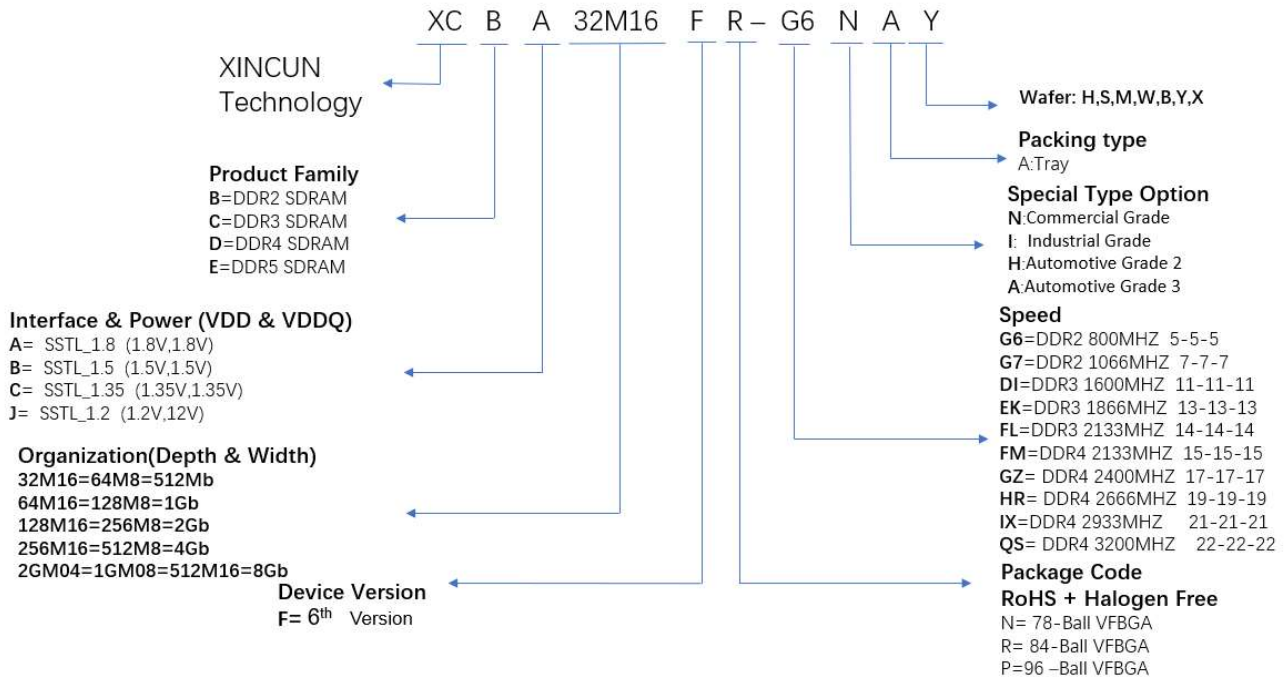 XC B A 32M16 F R - G6 N A Y
XINCUN
Technology
Product Family
B=DDR2 SDRAM
C=DDR3 SDRAM
D=DDR4 SDRAM
E=DDR5 SDRAM
Interface & Power (VDD & VDDQ)
A= SSTL_1.8 (1.8V,1.8V)
B= SSTL_1.5 (1.5V,1.5V)
C= SSTL_1.35 (1.35V,1.35V)
J= SSTL_1.2 (1.2V,12V)
Organization(Depth & Width)
32M16=64M8=512Mb
64M16=128M8=1Gb
128M16=256M8=2Gb
256M16=512M8=4Gb
2GM04=1GM08=512M16=8Gb
Device Version
F= 6th Version
Wafer: H,S,M,W,B,Y,X
Packing type
A:Tray
Special Type Option
N:Commercial Grade
I: Industrial Grade
H:Automotive Grade 2
A:Automotive Grade 3
Speed
G6=DDR2 800MHZ 5-5-5
G7=DDR2 1066MHZ 7-7-7
DI=DDR3 1600MHZ 11-11-11
EK=DDR3 1866MHZ 13-13-13
FL=DDR3 2133MHZ 14-14-14
FM=DDR4 2133MHZ 15-15-15
GZ= DDR4 2400MHZ 17-17-17
HR= DDR4 2666MHZ 19-19-19
IX=DDR4 2933MHZ 21-21-21
QS= DDR4 3200MHZ 22-22-22
Package Code
RoHS + Halogen Free
N= 78-Ball VFBGA
R= 84-Ball VFBGA
P=96 –Ball VFBGA